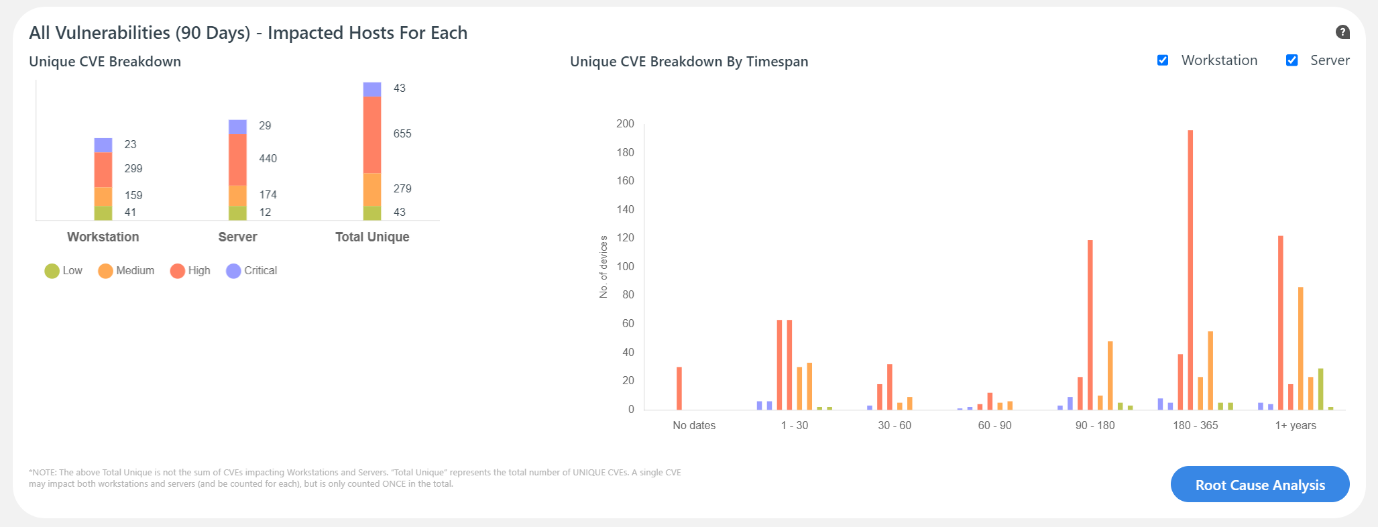 All Vulnerabilities (90 Days) - Impacted Hosts For Each
?
Unique CVE Breakdown
43
29
655
23
440
299
279
159
174
41
12
43
Workstation Server Total Unique
Low Medium High Critical
Unique CVE Breakdown By Timespan
Workstation Server
No. of devices
200
180
160
140
120
100
80
60
40
20
0
No dates 1 - 30 30 - 60 60 - 90 90 - 180 180 - 365 1+ years
*NOTE: The above Total Unique is not the sum of CVEs impacting Workstations and Servers. "Total Unique" represents the total number of UNIQUE CVEs. A single CVE
may impact both workstations and servers (and be counted for each), but is only counted ONCE in the total.
Root Cause Analysis